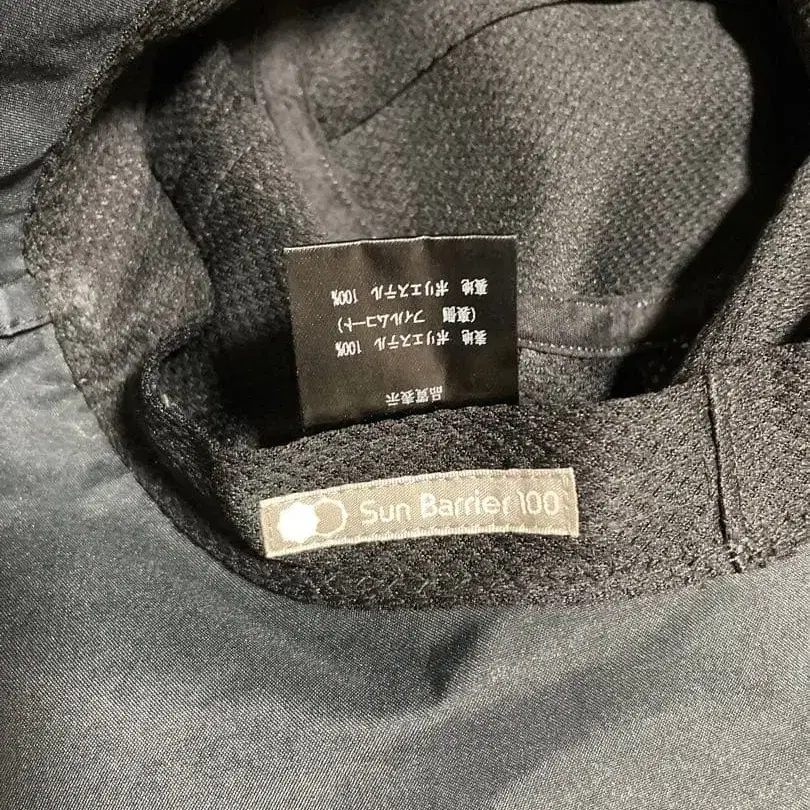 品質表示
表地 ポリエステル 100%
(裏側 フィルムコート)
裏地 ポリエステル 100%
Sun Barrier 100